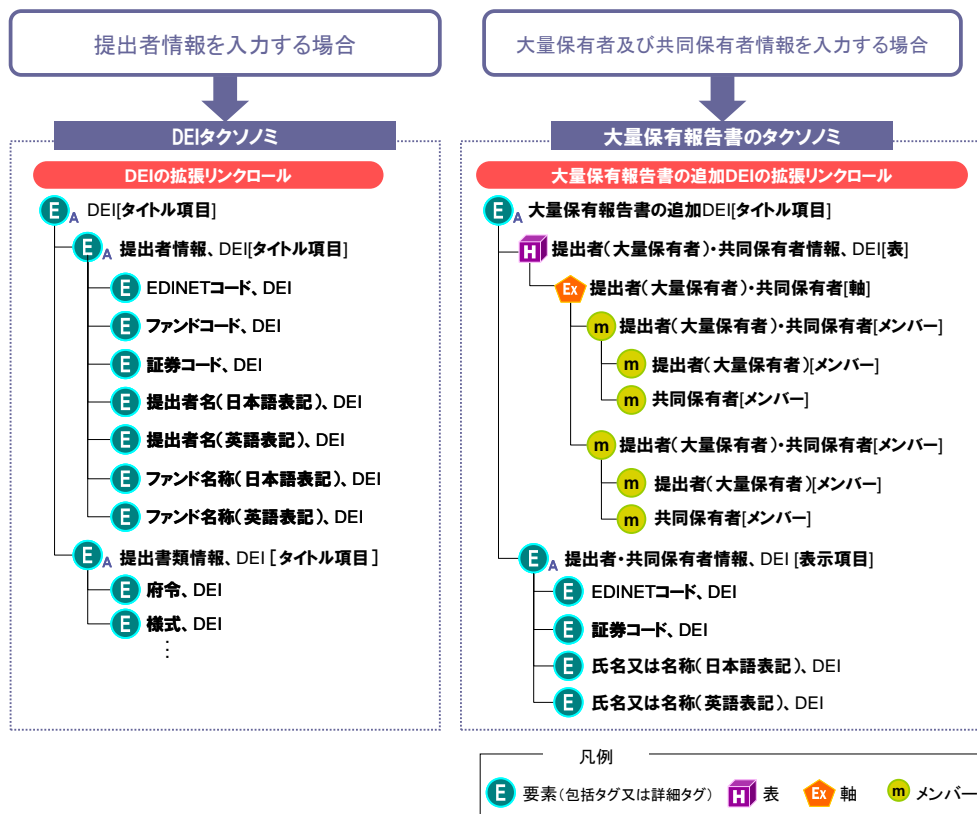 提出者情報を入力する場合
DEIタクソノミ
DEIの拡張リンクロール
E A DEI[タイトル項目]
E A 提出者情報、DEI[タイトル項目]
E EDINETコード、DEI
E ファンドコード、DEI
E 証券コード、DEI
E 提出者名(日本語表記)、DEI
E 提出者名(英語表記)、DEI
E ファンド名称(日本語表記)、DEI
E ファンド名称(英語表記)、DEI
E A 提出書類情報、DEI[タイトル項目]
E 府令、DEI
E 様式、DEI
⋮
大量保有者及び共同保有者情報を入力する場合
大量保有報告書のタクソノミ
大量保有報告書の追加DEIの拡張リンクロール
E A 大量保有報告書の追加DEI[タイトル項目]
H 提出者(大量保有者)・共同保有者情報、DEI[表]
Ex 提出者(大量保有者)・共同保有者[軸]
m 提出者(大量保有者)・共同保有者[メンバー]
m 提出者(大量保有者)[メンバー]
m 共同保有者[メンバー]
m 提出者(大量保有者)・共同保有者[メンバー]
m 提出者(大量保有者)[メンバー]
m 共同保有者[メンバー]
E A 提出者・共同保有者情報、DEI [表示項目]
E EDINETコード、DEI
E 証券コード、DEI
E 氏名又は名称(日本語表記)、DEI
E 氏名又は名称(英語表記)、DEI
凡例
E 要素(包括タグ又は詳細タグ) H 表 Ex 軸 m メンバー